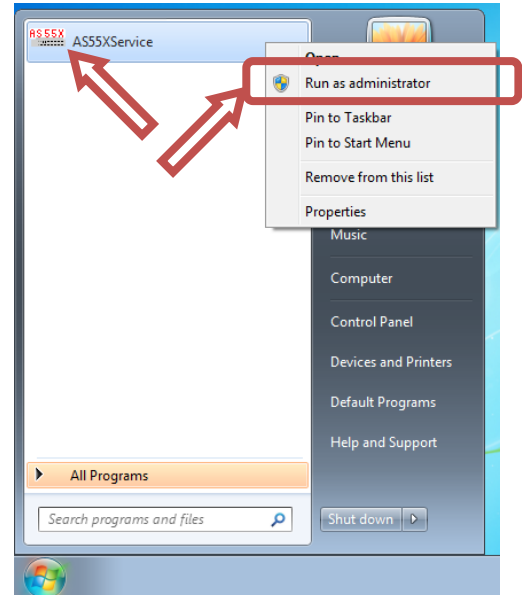 AS55X
AS55XService
Open
Run as administrator
Pin to Taskbar
Pin to Start Menu
Remove from this list
Properties
Music
Computer
Control Panel
Devices and Printers
Default Programs
Help and Support
All Programs
Search programs and files
Shut down